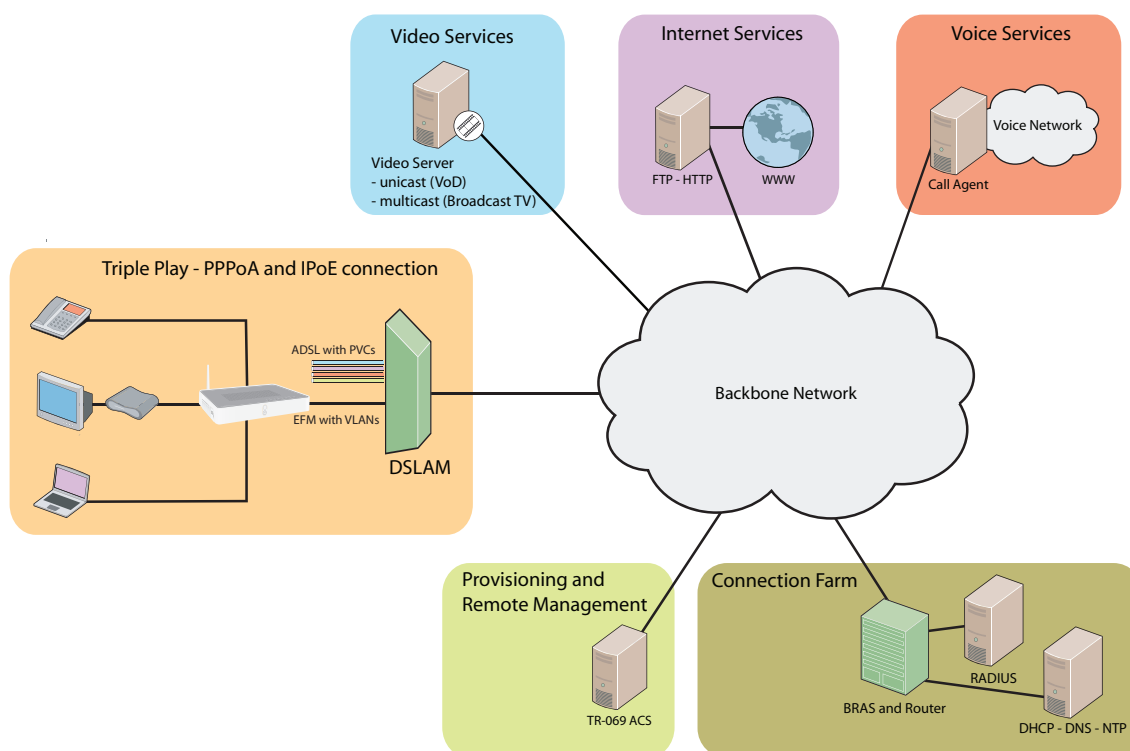 Video Services
Video Server
- unicast (VoD)
- multicast (Broadcast TV)
Internet Services
FTP - HTTP
WWW
Voice Services
Voice Network
Call Agent
Triple Play - PPPoA and IPoE connection
ADSL with PVCs
EFM with VLANs
DSLAM
Backbone Network
Provisioning and
Remote Management
TR-069 ACS
Connection Farm
BRAS and Router
RADIUS
DHCP - DNS - NTP